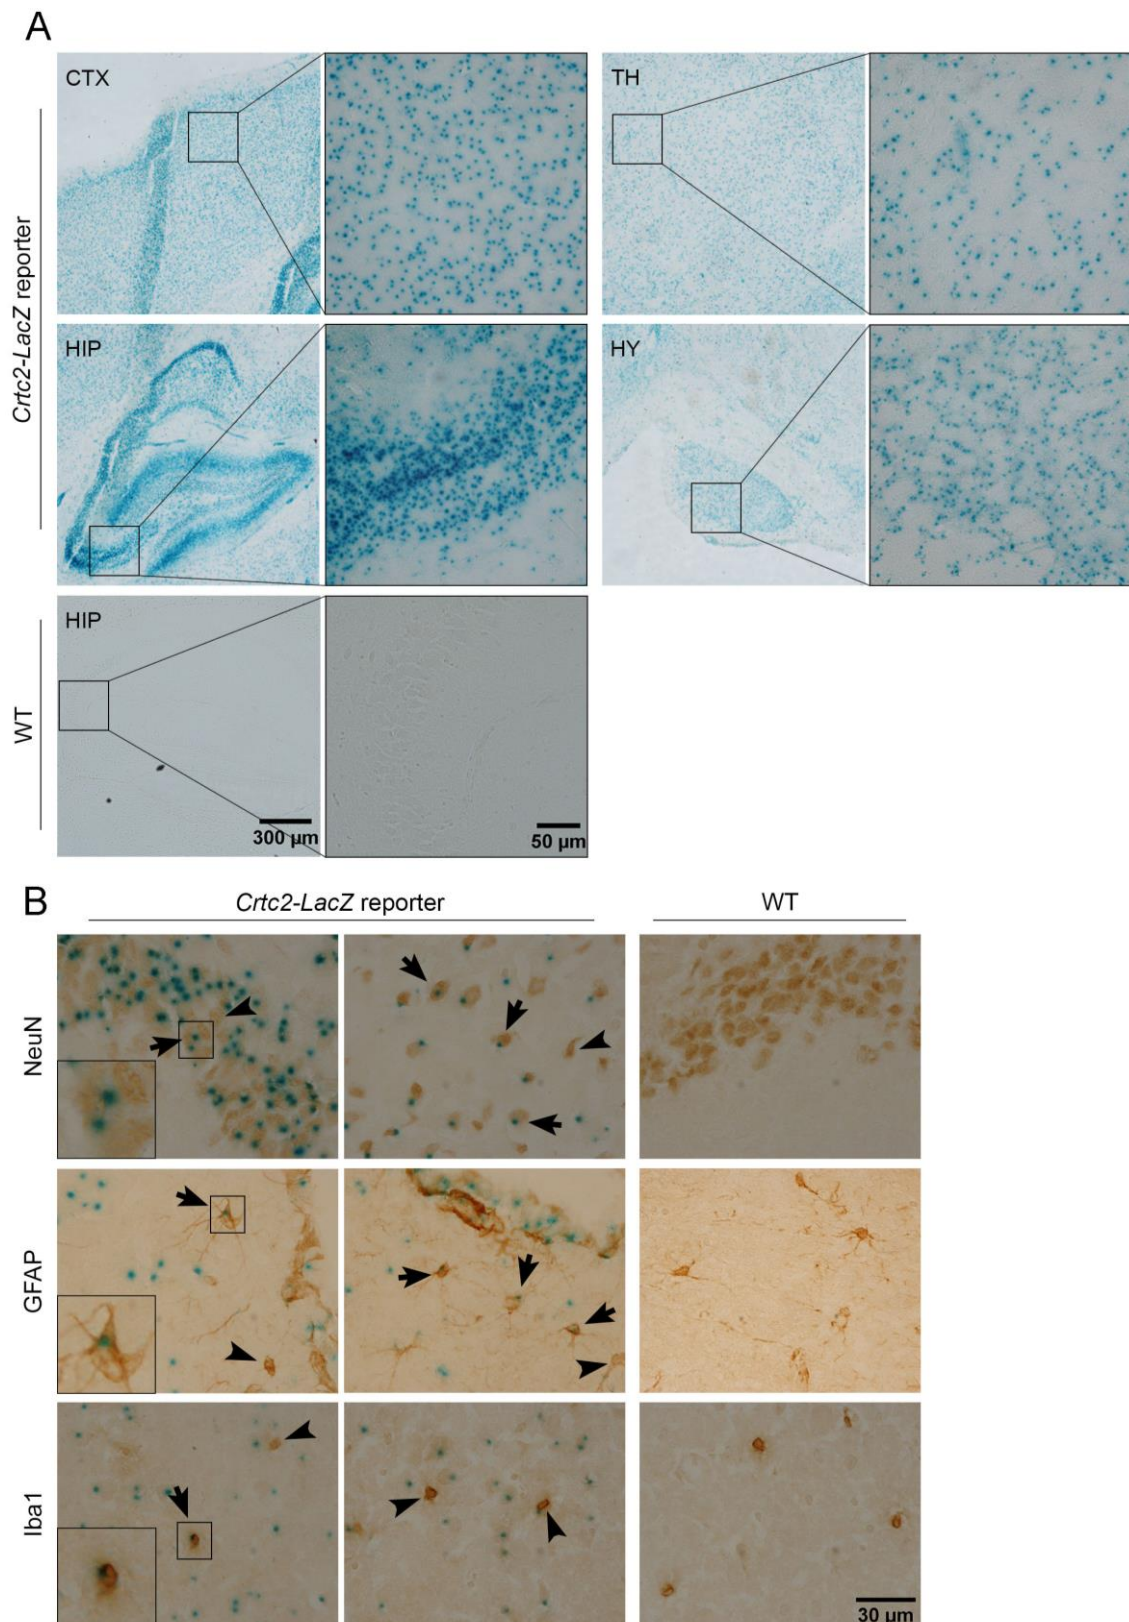 A
CTX
TH
Crtc2-LacZ reporter
HIP
HY
WT
HIP
300 µm
50 µm
B
Crtc2-LacZ reporter
WT
NeuN
GFAP
Iba1
30 µm